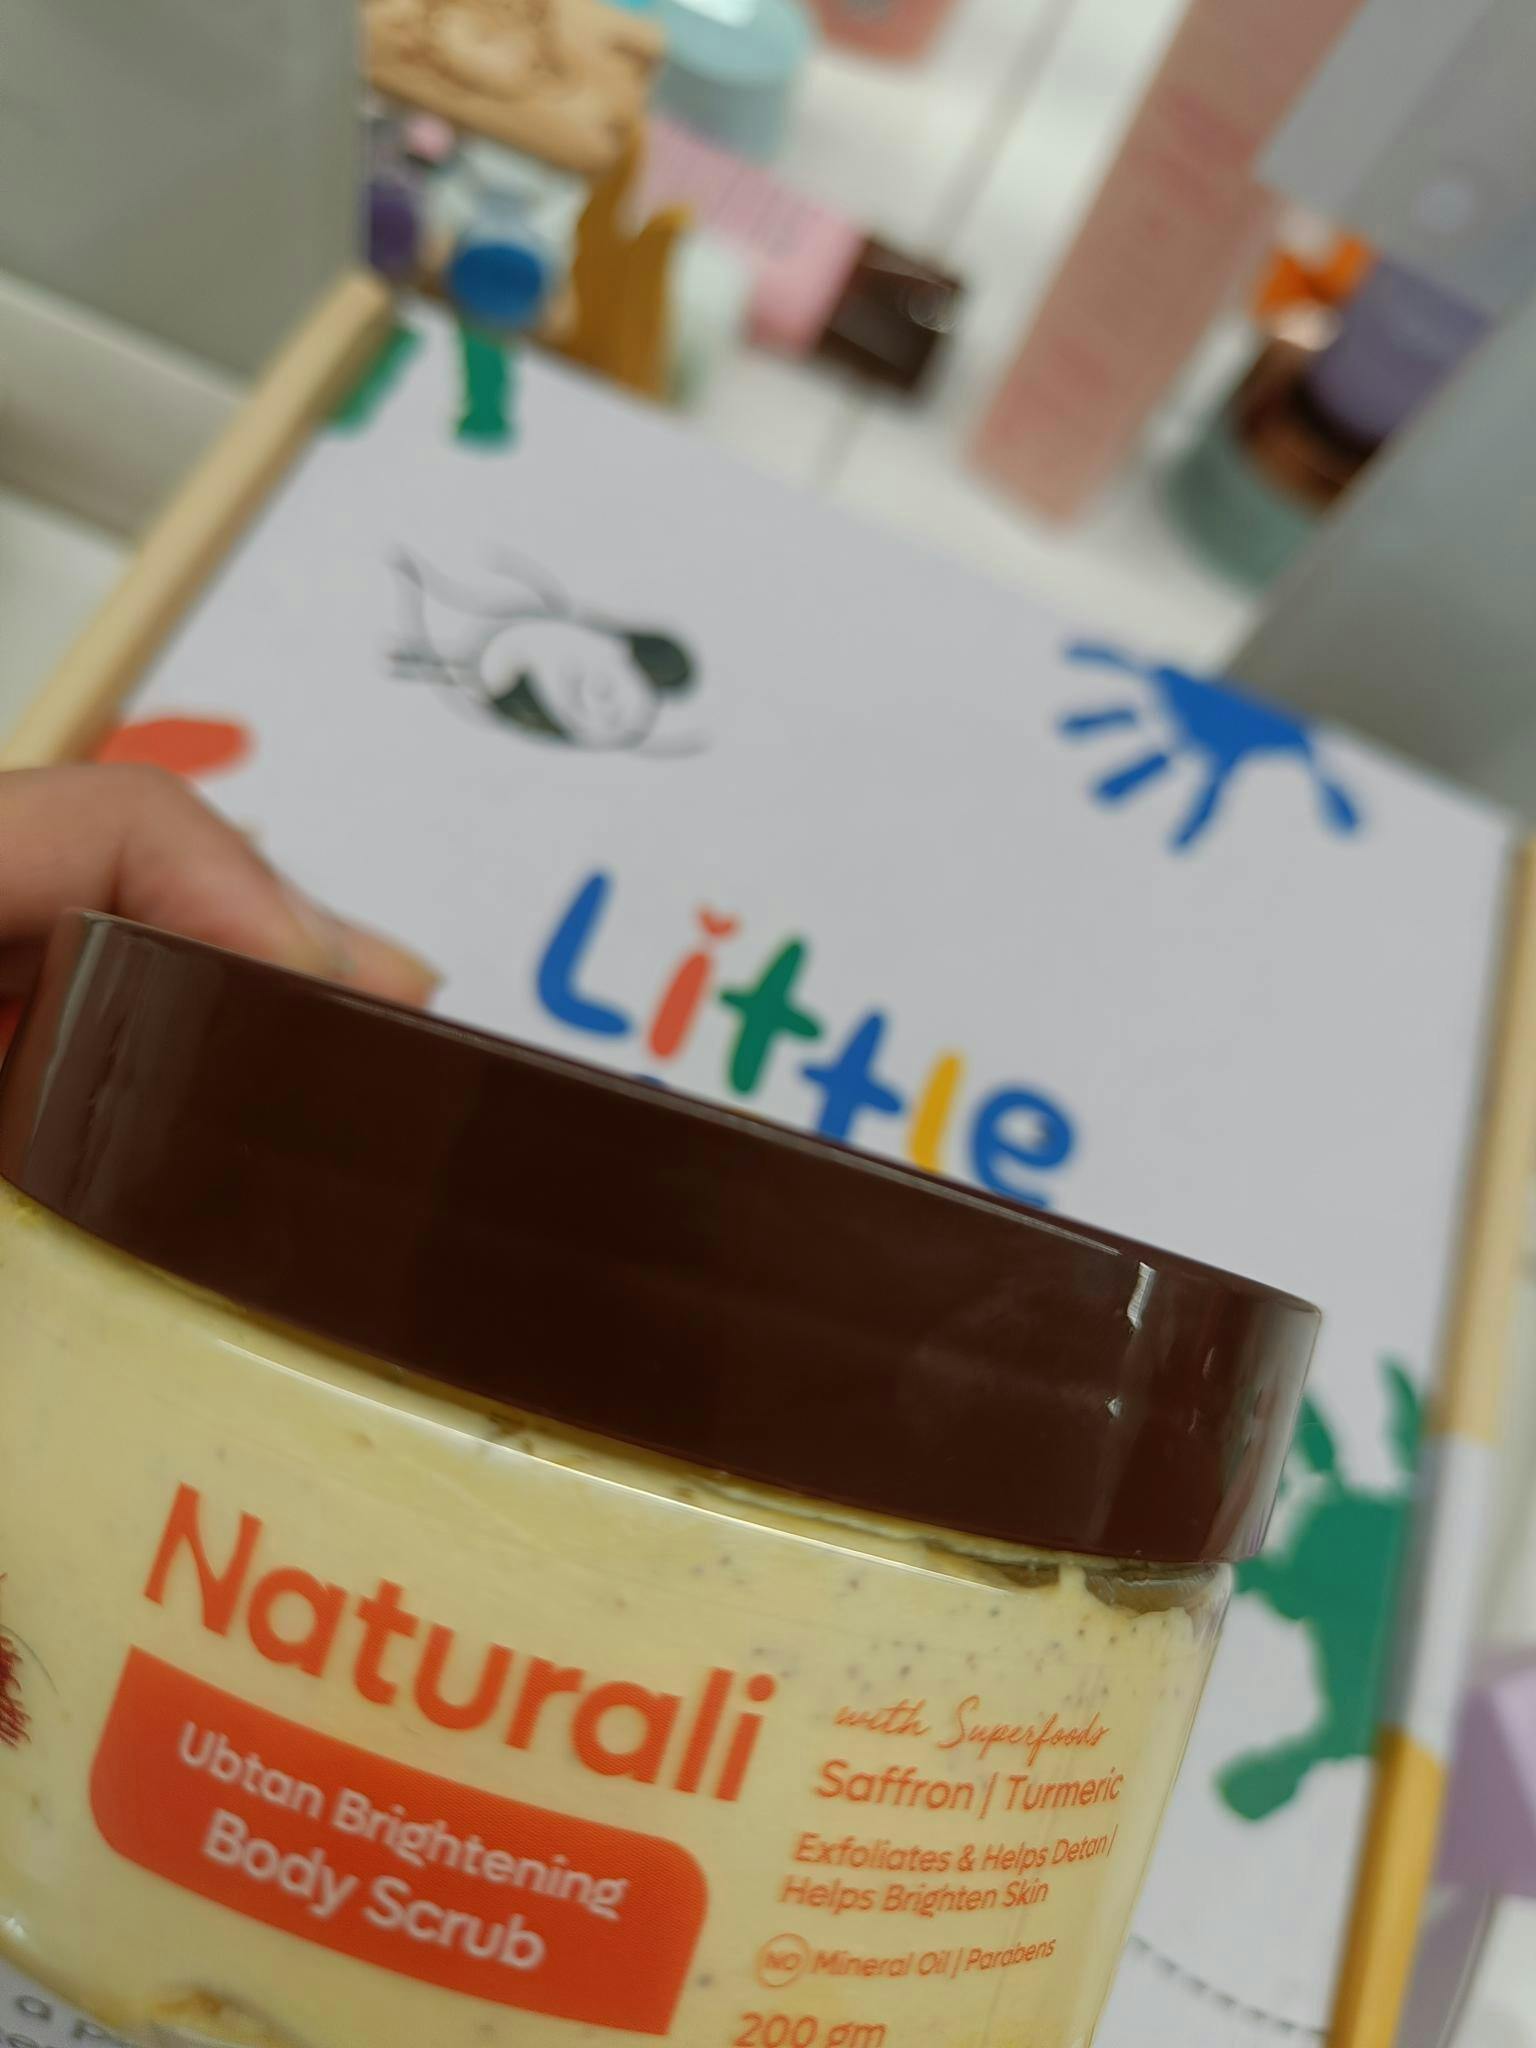 Little
Naturali
Ubtan Brightening
Body Scrub
with Superfoods
Saffron | Turmeric
Exfoliates & Helps Detan |
Helps Brighten Skin
NO Mineral Oil | Parabens
200 gm